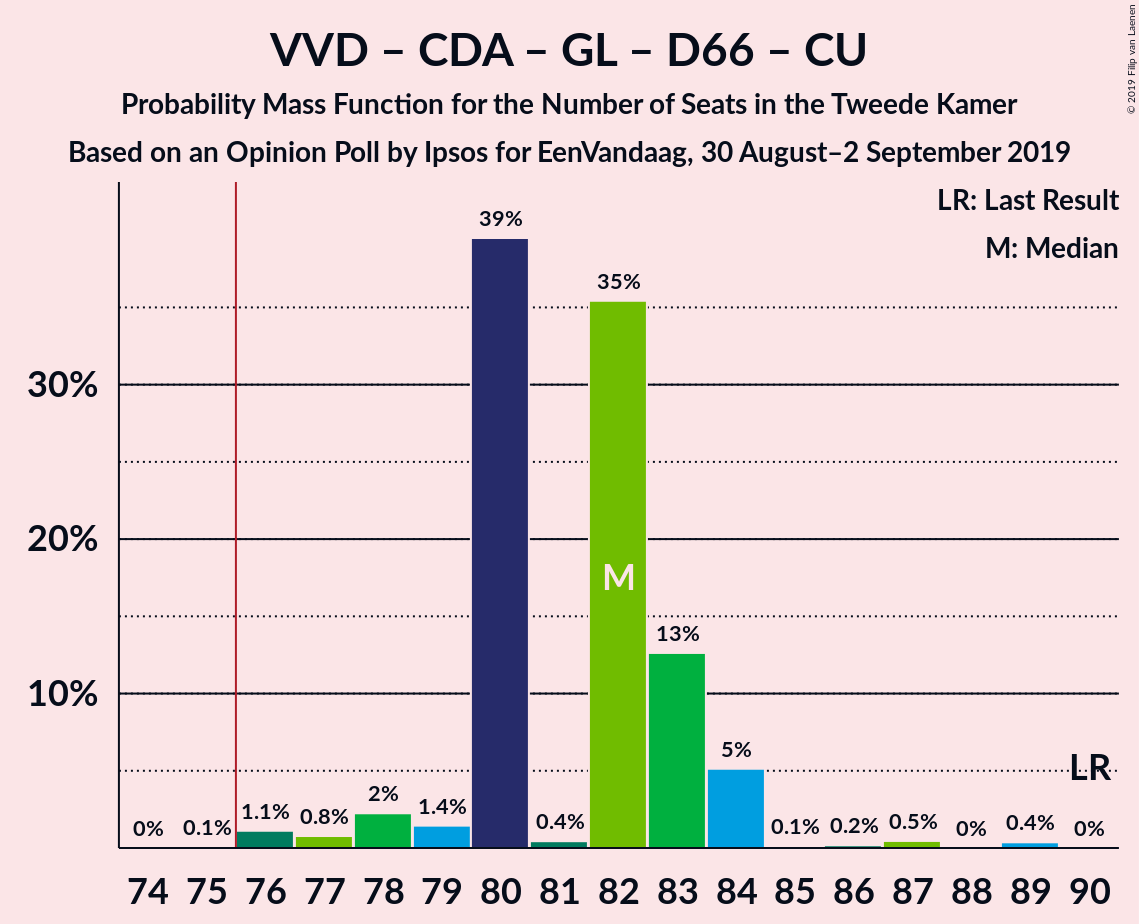 VVD – CDA – GL – D66 – CU
Probability Mass Function for the Number of Seats in the Tweede Kamer
Based on an Opinion Poll by Ipsos for EenVandaag, 30 August–2 September 2019
© 2019 Filip van Laenen
LR: Last Result
M: Median
39%
35%
30%
M
20%
13%
10%
5%
LR
0% 0.1% 1.1% 0.8% 2% 1.4% 0.4% 0.1% 0.2% 0.5% 0% 0.4% 0%
74 75 76 77 78 79 80 81 82 83 84 85 86 87 88 89 90